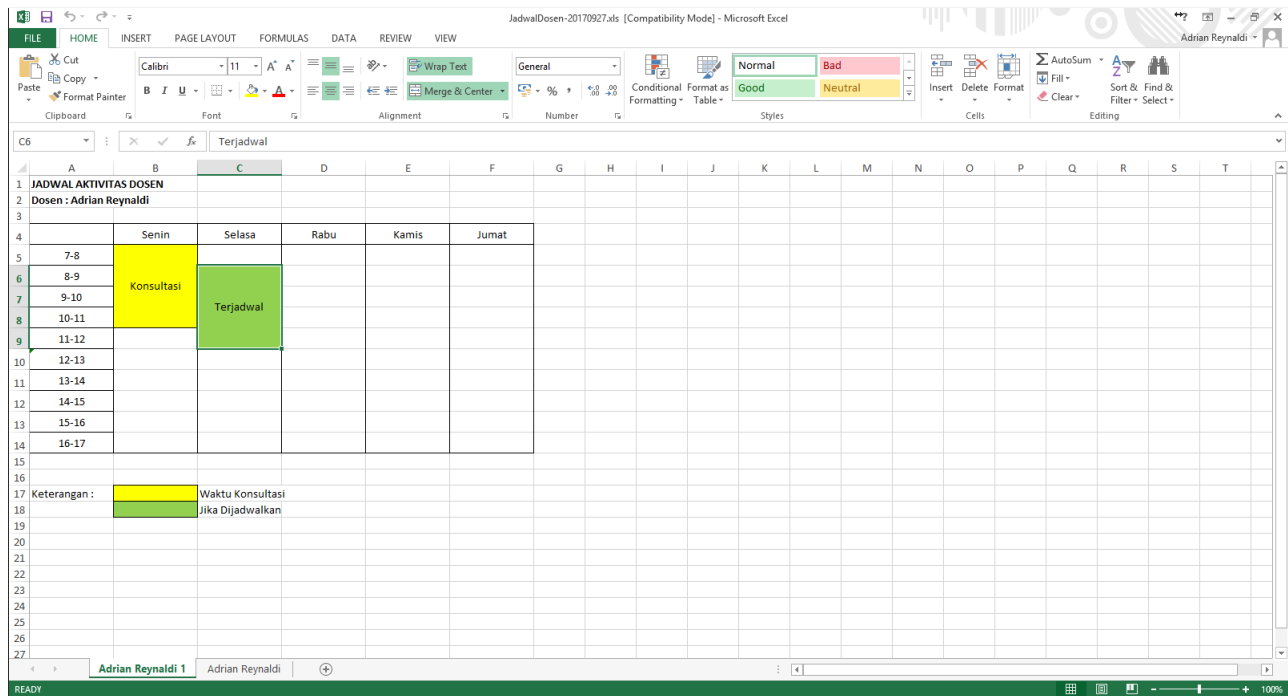 JadwalDosen-20170927.xls [Compatibility Mode] - Microsoft Excel
FILE HOME INSERT PAGE LAYOUT FORMULAS DATA REVIEW VIEW Adrian Reynaldi
Paste Cut Copy Format Painter Clipboard
Calibri 11 B I U Font
Wrap Text Merge & Center Alignment
General % Number
Conditional Formatting Format as Table Normal Bad Good Neutral Styles
Insert Delete Format Cells
AutoSum Fill Clear Sort & Filter Find & Select Editing
C6 fx Terjadwal
A B C D E F G H I J K L M N O P Q R S T
1 JADWAL AKTIVITAS DOSEN
2 Dosen : Adrian Reynaldi
3
4 Senin Selasa Rabu Kamis Jumat
5 7-8
6 8-9
Konsultasi
7 9-10
Terjadwal
8 10-11
9 11-12
10 12-13
11 13-14
12 14-15
13 15-16
14 16-17
15
16
17 Keterangan : Waktu Konsultasi
18 Jika Dijadwalkan
19
20
21
22
23
24
25
26
27
Adrian Reynaldi 1 Adrian Reynaldi
READY 100%